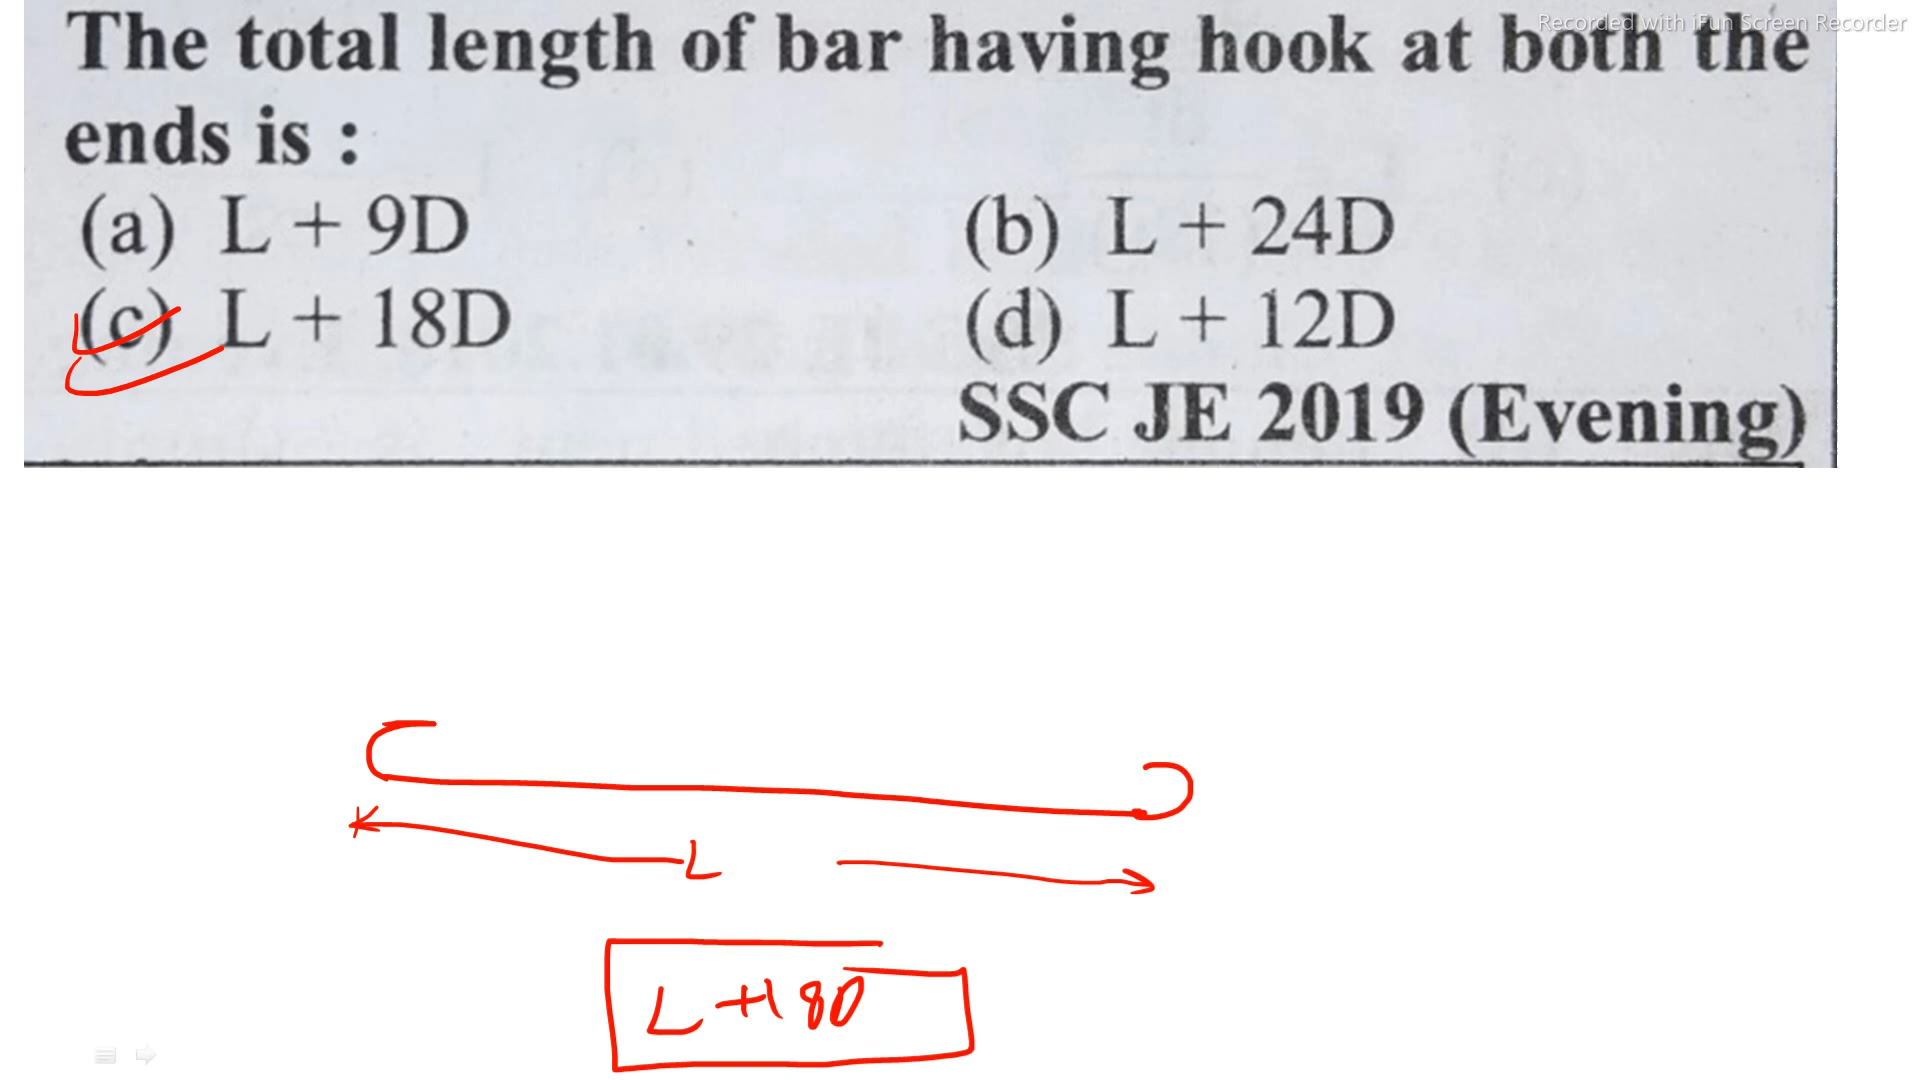 Recorded with iFun Screen Recorder
The total length of bar having hook at both the
ends is :
(a) L + 9D
(b) L + 24D
(c) L + 18D
(d) L + 12D
SSC JE 2019 (Evening)
L
L + 18D